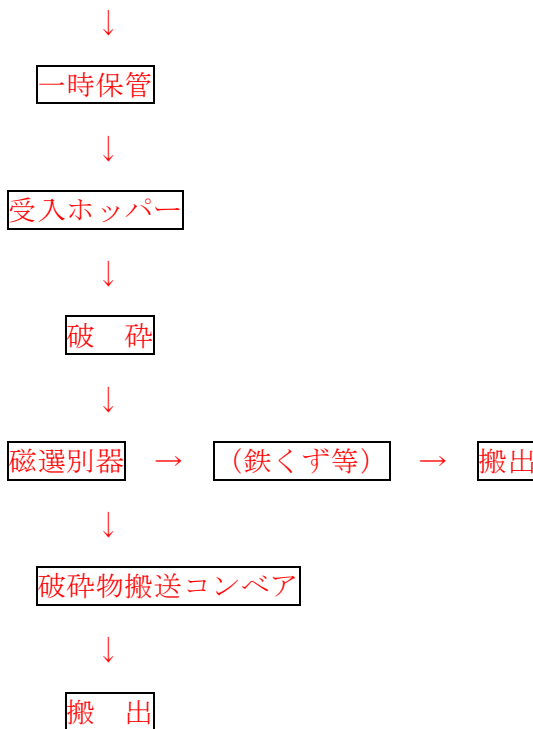 ↓
一時保管
↓
受入ホッパー
↓
破　砕
↓
磁選別器　→　（鉄くず等）　→　搬出
↓
破砕物搬送コンベア
↓
搬　出